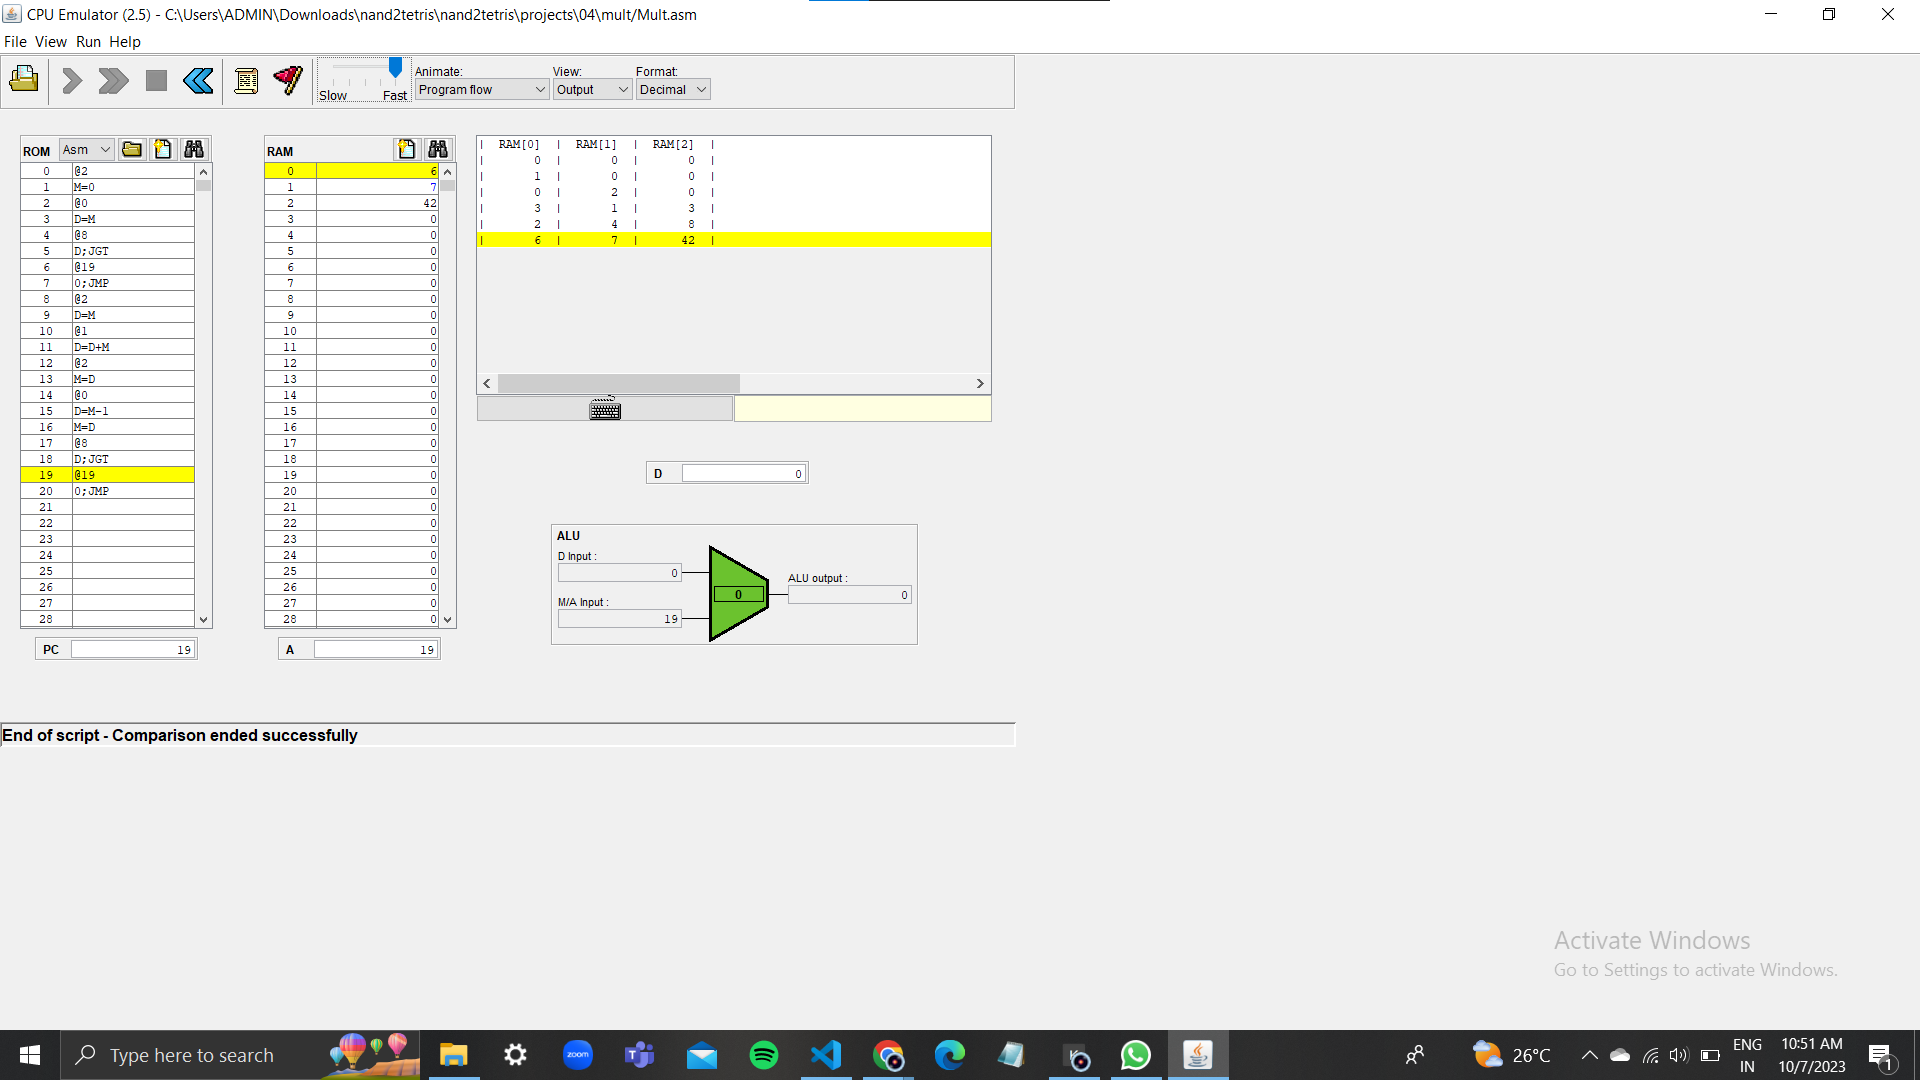 CPU Emulator (2.5) - C:\Users\ADMIN\Downloads\nand2tetris\nand2tetris\projects\04\mult/Mult.asm
File View Run Help
Animate: View: Format:
Slow Fast Program flow Output Decimal
ROM Asm
0 @2
1 M=0
2 @0
3 D=M
4 @8
5 D;JGT
6 @19
7 0;JMP
8 @2
9 D=M
10 @1
11 D=D+M
12 @2
13 M=D
14 @0
15 D=M-1
16 M=D
17 @8
18 D;JGT
19 @19
20 0;JMP
21
22
23
24
25
26
27
28
PC 19
RAM
0 6
1 7
2 42
3 0
4 0
5 0
6 0
7 0
8 0
9 0
10 0
11 0
12 0
13 0
14 0
15 0
16 0
17 0
18 0
19 0
20 0
21 0
22 0
23 0
24 0
25 0
26 0
27 0
28 0
A 19
| RAM[0] | RAM[1] | RAM[2] |
| 0 | 0 | 0 |
| 1 | 0 | 0 |
| 0 | 2 | 0 |
| 3 | 1 | 3 |
| 2 | 4 | 8 |
| 6 | 7 | 42 |
D 0
ALU
D Input :
0
M/A Input :
19
0
ALU output :
0
End of script - Comparison ended successfully
Activate Windows
Go to Settings to activate Windows.
Type here to search
zoom
26°C
ENG
IN
10:51 AM
10/7/2023
1